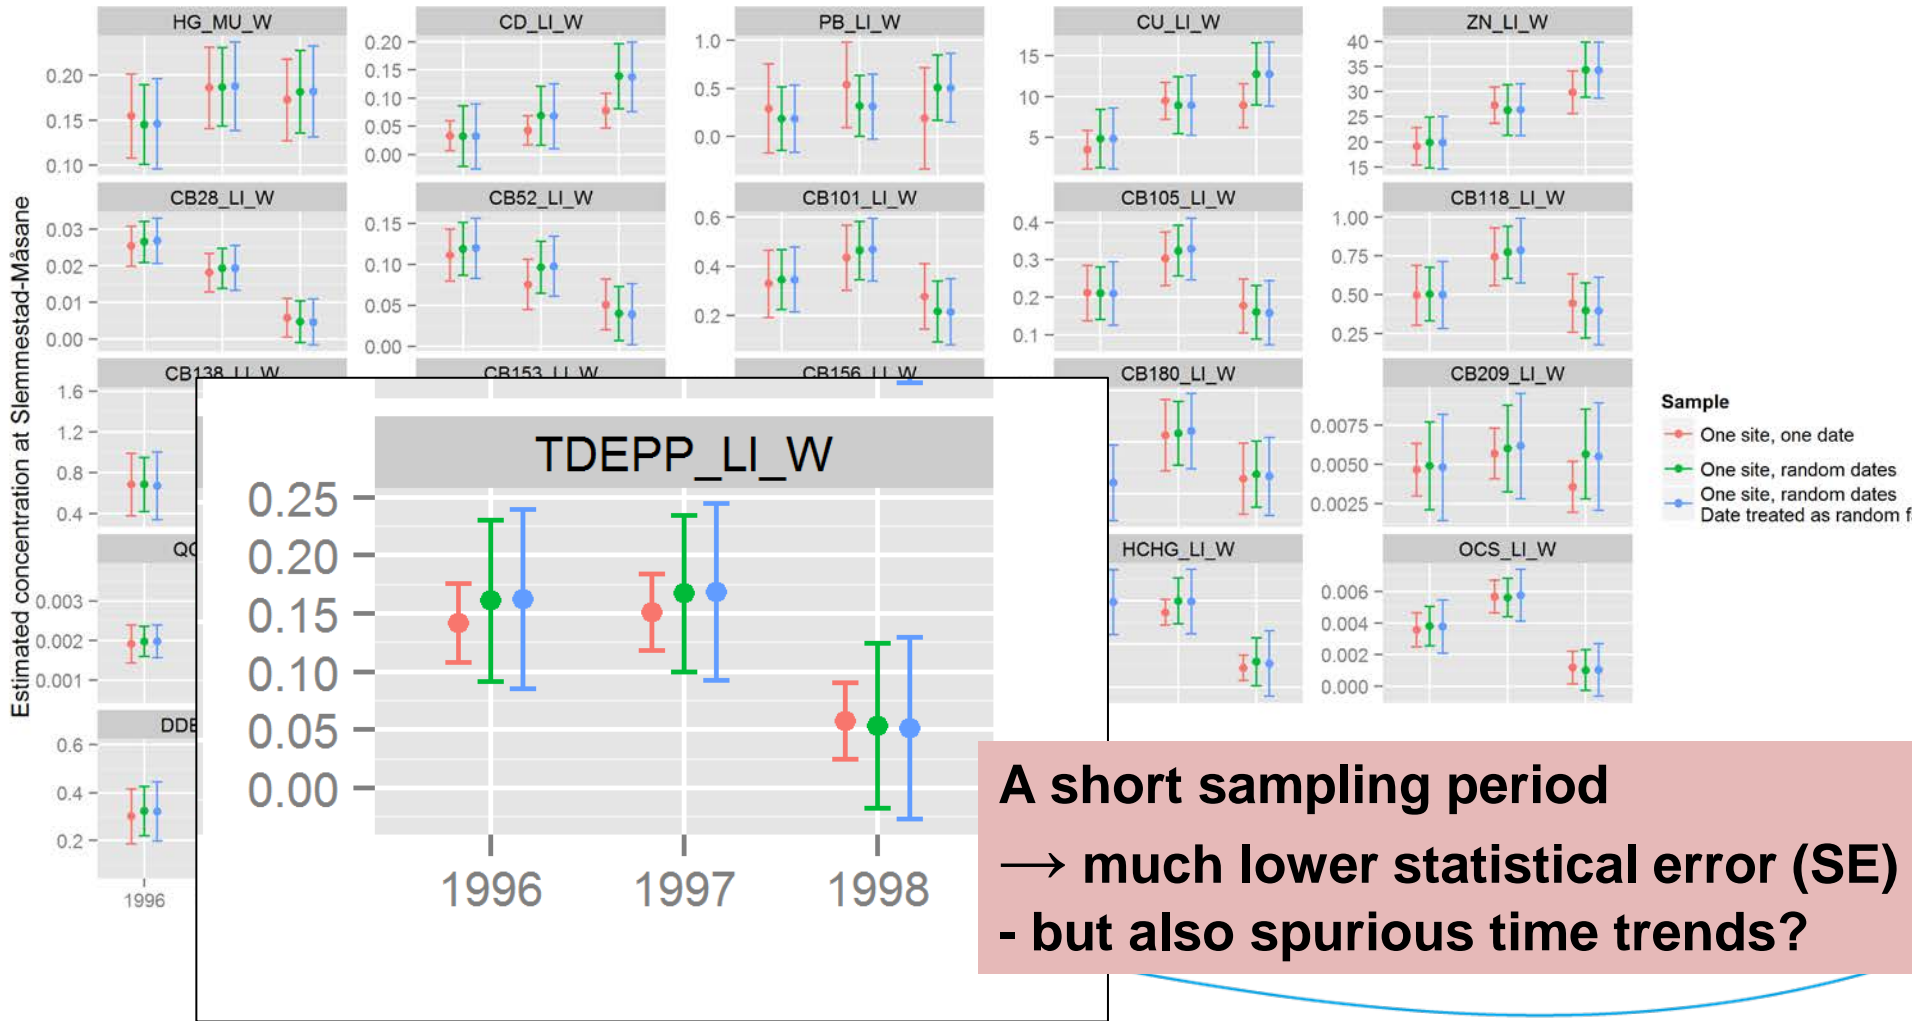 Estimated concentration at Slemmestad-Måsane
HG_MU_W
0.20
0.15
0.10
CD_LI_W
0.20
0.15
0.10
0.05
0.00
PB_LI_W
1.0
0.5
0.0
CU_LI_W
15
10
5
ZN_LI_W
40
35
30
25
20
15
CB28_LI_W
0.03
0.02
0.01
0.00
CB52_LI_W
0.15
0.10
0.05
0.00
CB101_LI_W
0.6
0.4
0.2
CB105_LI_W
0.4
0.3
0.2
0.1
CB118_LI_W
1.00
0.75
0.50
0.25
CB138_LI_W
1.6
1.2
0.8
0.4
CB153_LI_W
CB156_LI_W
CB180_LI_W
CB209_LI_W
0.0075
0.0050
0.0025
Sample
One site, one date
One site, random dates
One site, random dates
Date treated as random f
0.003
0.002
0.001
HCHG_LI_W
OCS_LI_W
0.006
0.004
0.002
0.000
DDE
0.6
0.4
0.2
1996
TDEPP_LI_W
0.25
0.20
0.15
0.10
0.05
0.00
1996 1997 1998
A short sampling period
→ much lower statistical error (SE)
- but also spurious time trends?